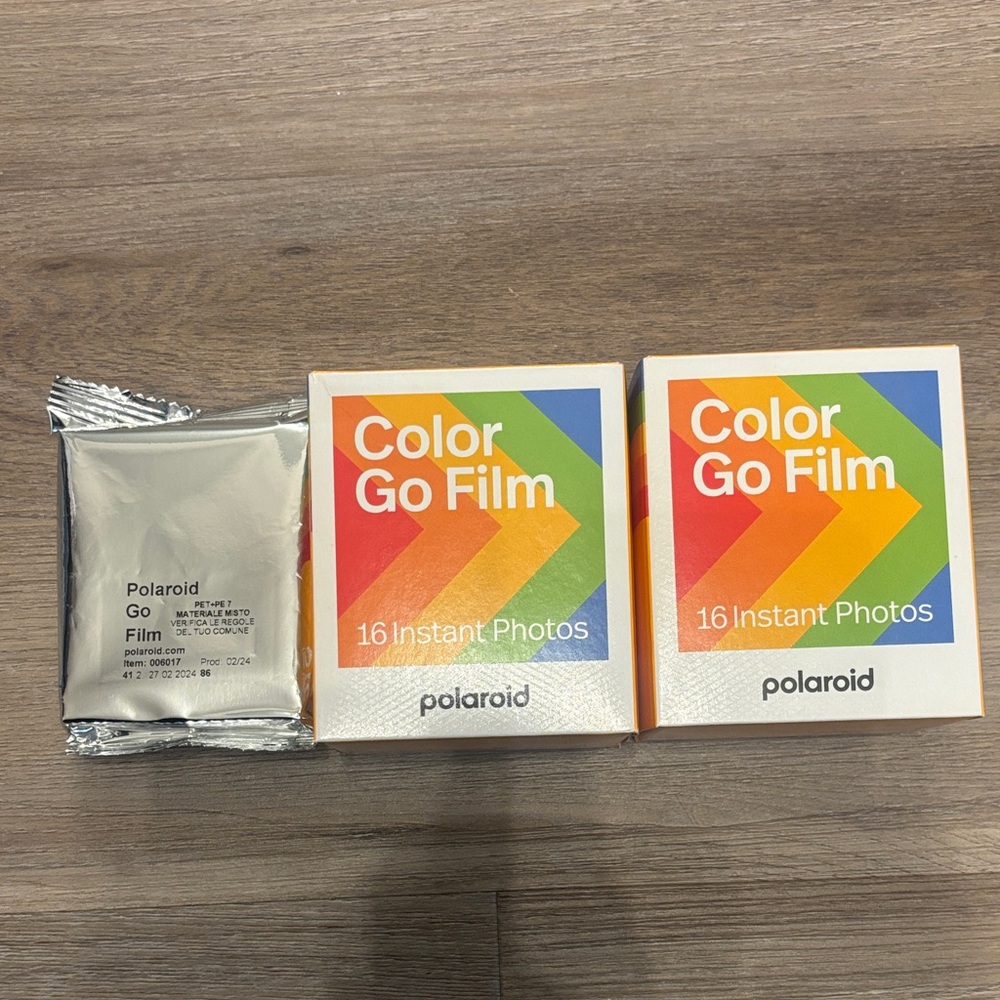 Polaroid
Go
Film
PET+PE 7
MATERIALE MISTO
VERIFICA LE REGOLE
DEL TUO COMUNE
polaroid.com
Item: 006017 Prod: 02/24
41 2 27 02 2024 86
Color
Go Film
16 Instant Photos
polaroid
Color
Go Film
16 Instant Photos
polaroid